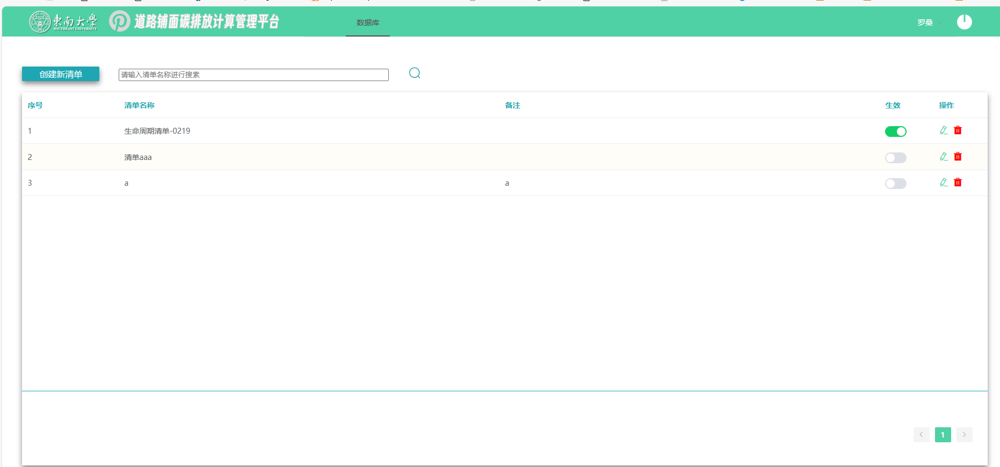 東南大學
SOUTHEAST UNIVERSITY
道路铺面碳排放计算管理平台
数据库
罗桑
创建新清单
请输入清单名称进行搜索
序号 清单名称 备注 生效 操作
1 生命周期清单-0219
2 清单aaa
3 a a
1